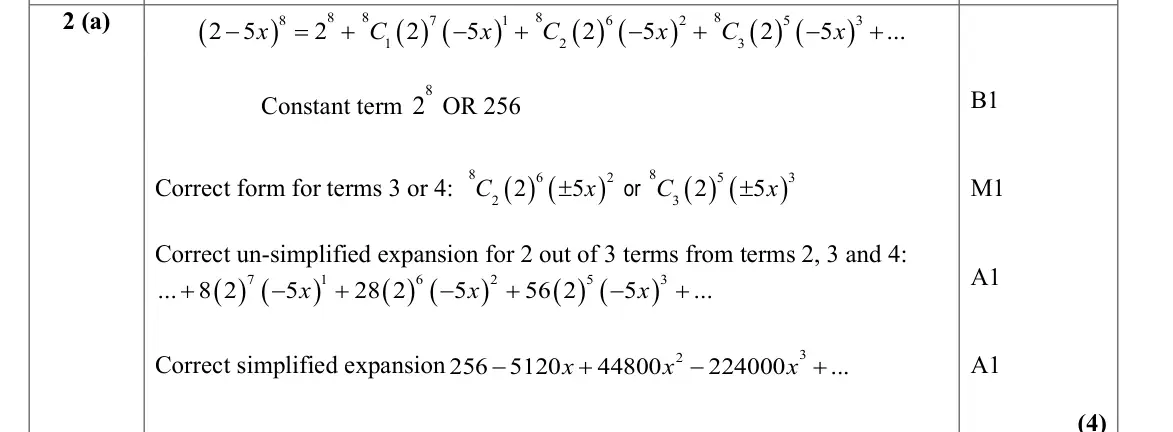 2 (a)
(2−5x)⁸ = 2⁸ + ⁸C₁(2)⁷(−5x)¹ + ⁸C₂(2)⁶(−5x)² + ⁸C₃(2)⁵(−5x)³ + ...
Constant term 2⁸ OR 256 B1
Correct form for terms 3 or 4: ⁸C₂(2)⁶(±5x)² or ⁸C₃(2)⁵(±5x)³ M1
Correct un-simplified expansion for 2 out of 3 terms from terms 2, 3 and 4:
... + 8(2)⁷(−5x)¹ + 28(2)⁶(−5x)² + 56(2)⁵(−5x)³ + ... A1
Correct simplified expansion 256 − 5120x + 44800x² − 224000x³ + ... A1
(4)